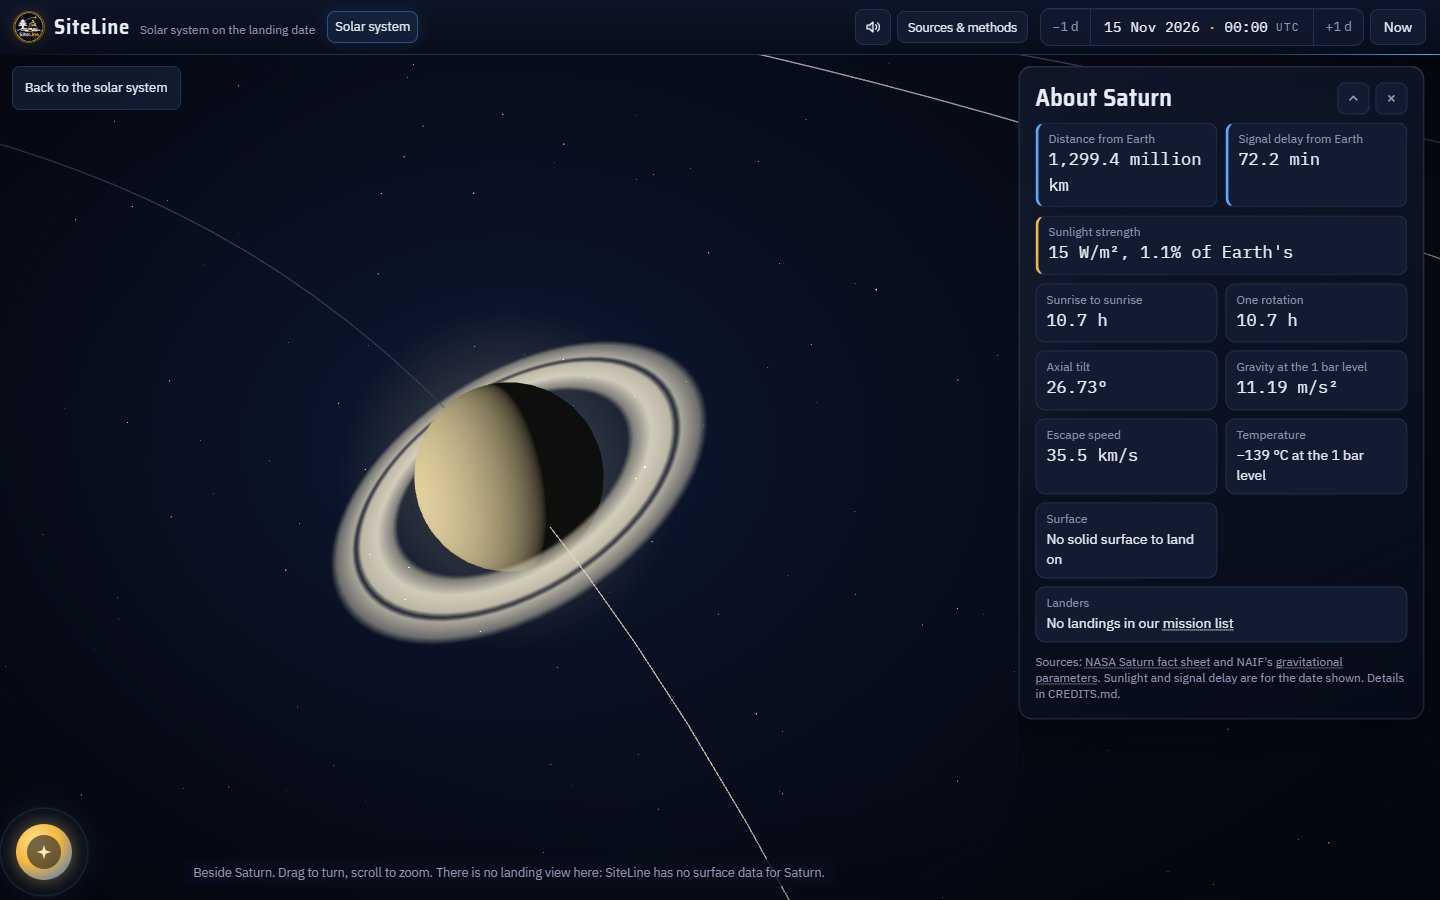 SiteLine Solar system on the landing date Solar system Sources & methods −1 d 15 Nov 2026 · 00:00 UTC +1 d Now
Back to the solar system
About Saturn
Distance from Earth
1,299.4 million
km
Signal delay from Earth
72.2 min
Sunlight strength
15 W/m², 1.1% of Earth's
Sunrise to sunrise
10.7 h
One rotation
10.7 h
Axial tilt
26.73°
Gravity at the 1 bar level
11.19 m/s²
Escape speed
35.5 km/s
Temperature
−139 °C at the 1 bar
level
Surface
No solid surface to land
on
Landers
No landings in our mission list
Sources: NASA Saturn fact sheet and NAIF's gravitational
parameters. Sunlight and signal delay are for the date shown. Details
in CREDITS.md.
Beside Saturn. Drag to turn, scroll to zoom. There is no landing view here: SiteLine has no surface data for Saturn.